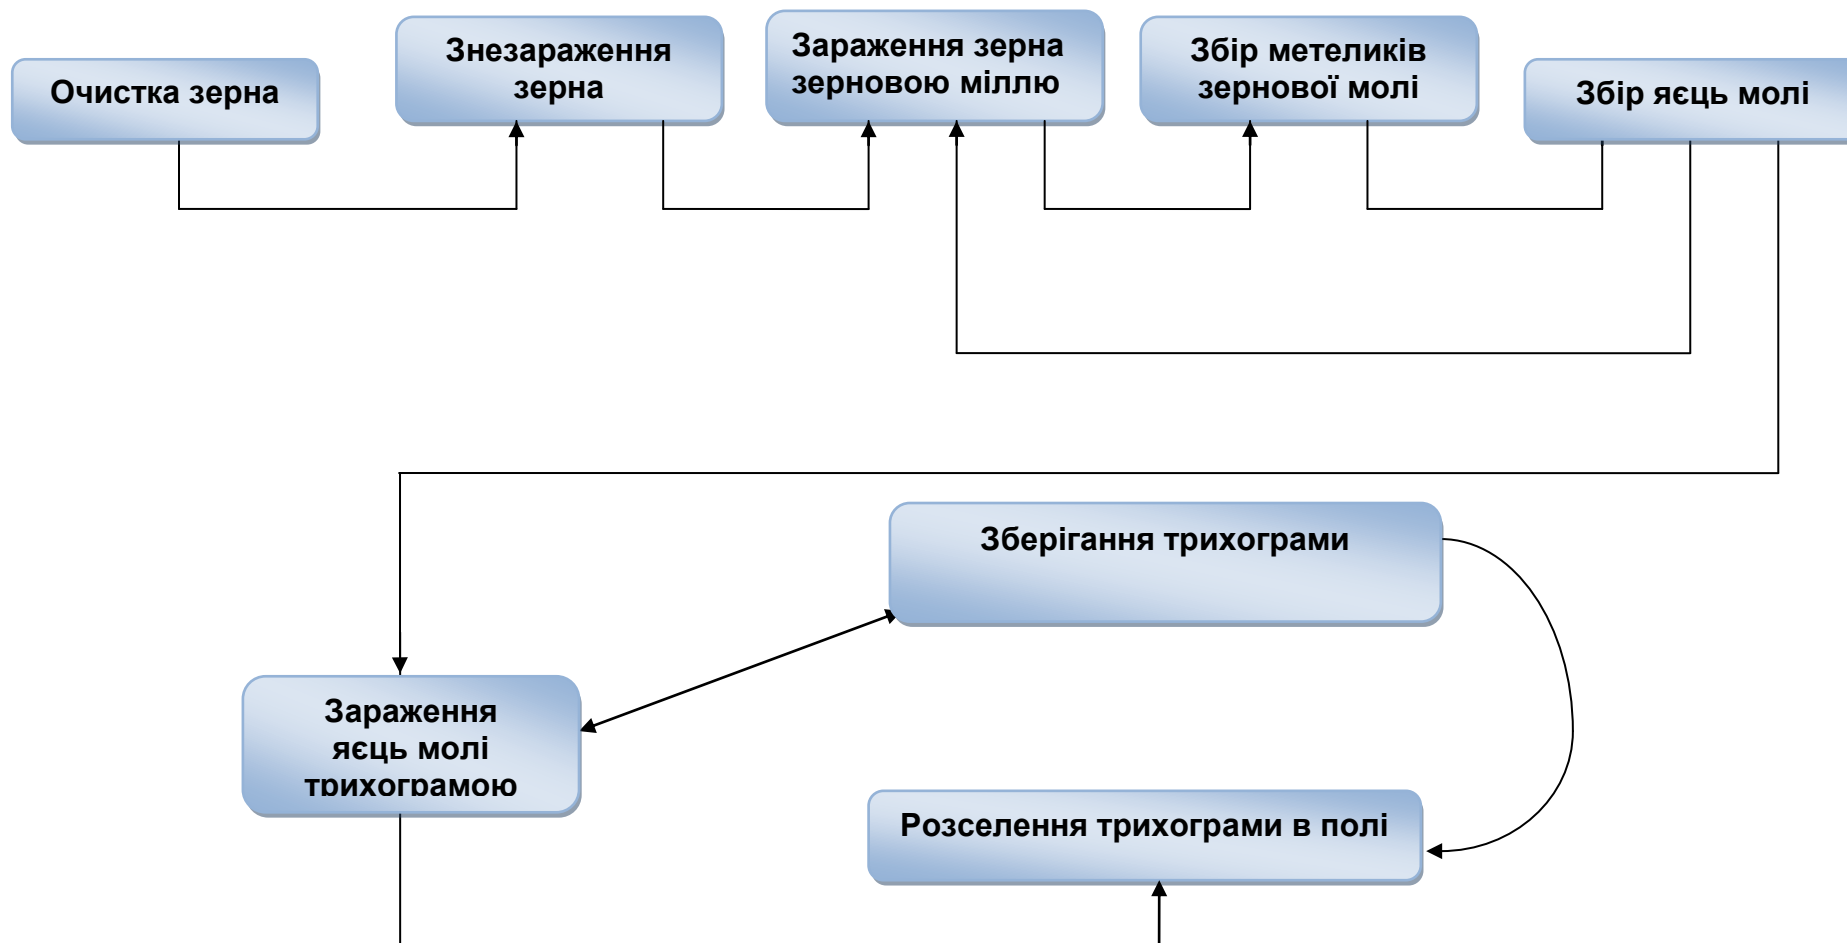 Очистка зерна
Знезараження
зерна
Зараження зерна
зерновою міллю
Збір метеликів
зернової молі
Збір яєць молі
Зберігання трихограми
Зараження
яєць молі
трихограмою
Розселення трихограми в полі